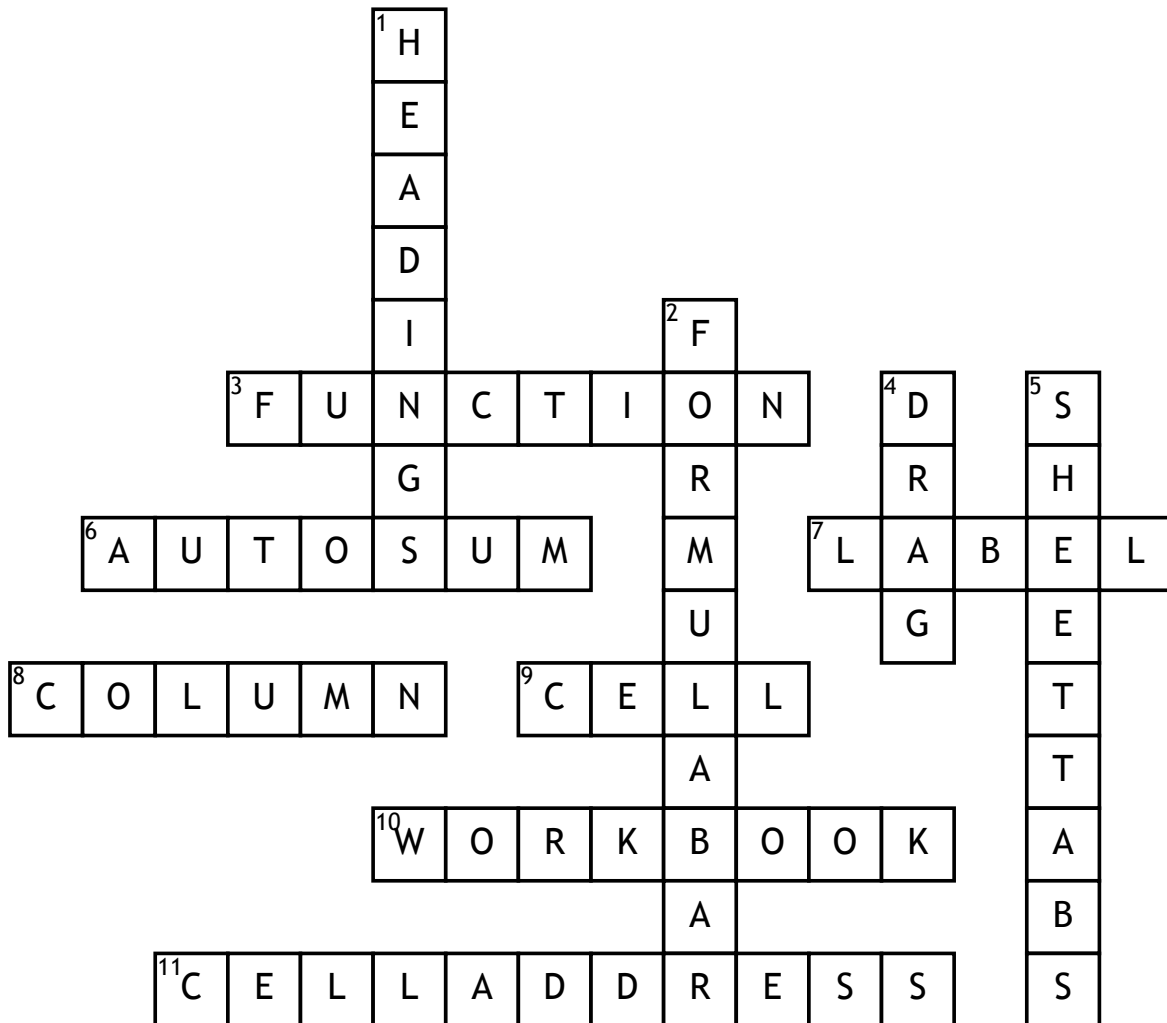 1 H
E
A
D
I 2 F
3 F U N C T I O N 4 D 5 S
G R R H
6 A U T O S U M M 7 L A B E L
U G E
8 C O L U M N 9 C E L L T
A T
10 W O R K B O O K A
A B
11 C E L L A D D R E S S S